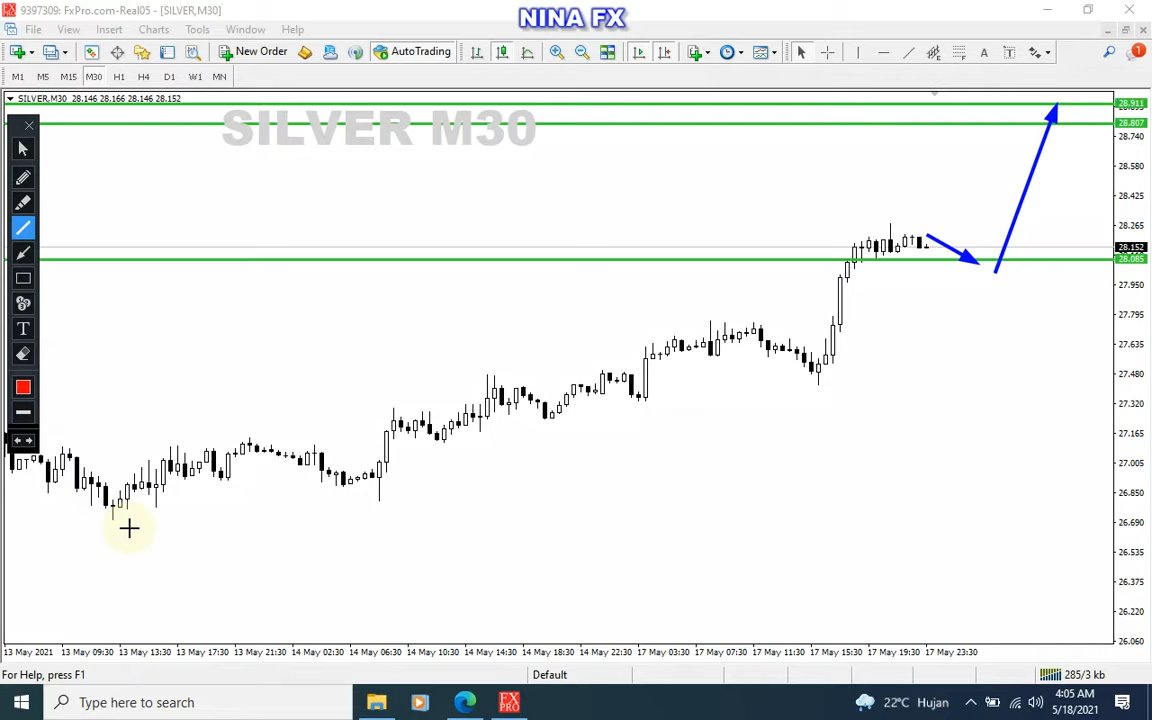 9397309: FxPro.com-Real05 - [SILVER,M30]
NINA FX
File View Insert Charts Tools Window Help
New Order AutoTrading A T 1
M1 M5 M15 M30 H1 H4 D1 W1 MN
SILVER,M30 28.146 28.166 28.146 28.152
SILVER M30
28.911
28.807
28.740
28.580
28.425
28.265
28.152
28.085
27.950
27.795
27.635
27.480
27.320
27.165
27.005
26.850
26.690
26.535
26.375
26.220
26.060
T
13 May 2021 13 May 09:30 13 May 13:30 13 May 17:30 13 May 21:30 14 May 02:30 14 May 06:30 14 May 10:30 14 May 14:30 14 May 18:30 14 May 22:30 17 May 03:30 17 May 07:30 17 May 11:30 17 May 15:30 17 May 19:30 17 May 23:30
For Help, press F1 Default 285/3 kb
Type here to search FX PRO 22°C Hujan 4:05 AM
5/18/2021